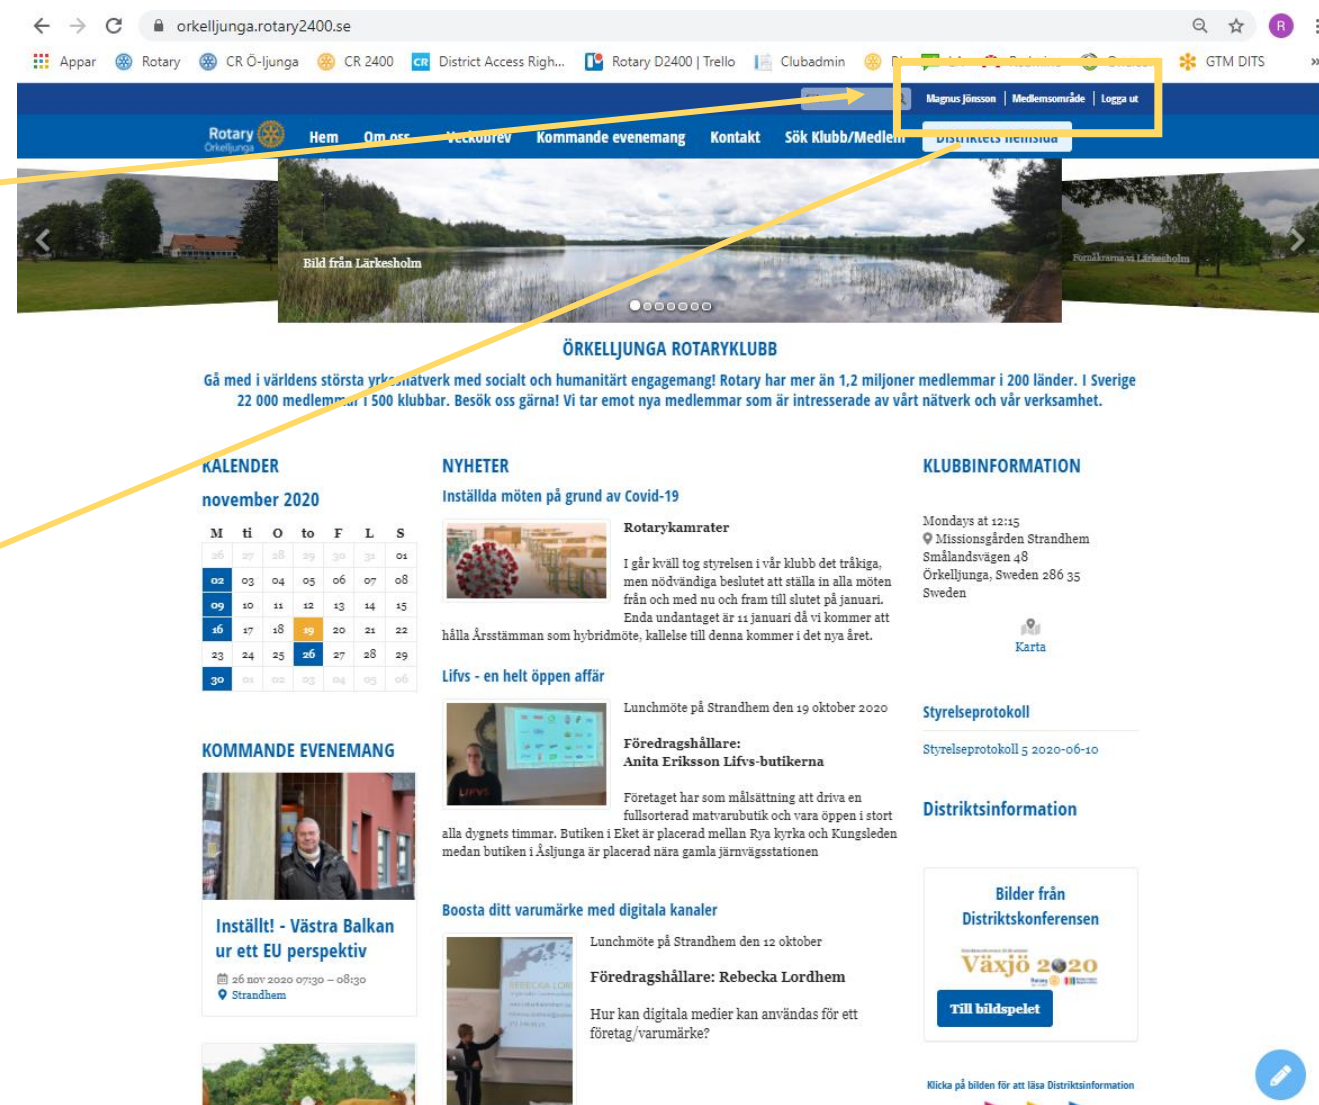 orkelljunga.rotary2400.se
R
Appar Rotary CR Ö-ljunga CR 2400 CR District Access Righ... Rotary D2400 | Trello Clubadmin GTM DITS »
Magnus Jönsson | Medlemsområde | Logga ut
Rotary
Örkelljunga
Hem Om oss Veckobrev Kommande evenemang Kontakt Sök Klubb/Medlem Distriktets hemsida
Bild från Lärkesholm
ÖRKELLJUNGA ROTARYKLUBB
Gå med i världens största yrkesnätverk med socialt och humanitärt engagemang! Rotary har mer än 1,2 miljoner medlemmar i 200 länder. I Sverige
22 000 medlemmar i 500 klubbar. Besök oss gärna! Vi tar emot nya medlemmar som är intresserade av vårt nätverk och vår verksamhet.
KALENDER
november 2020
M ti O to F L S
26 27 28 29 30 31 01
02 03 04 05 06 07 08
09 10 11 12 13 14 15
16 17 18 19 20 21 22
23 24 25 26 27 28 29
30 01 02 03 04 05 06
KOMMANDE EVENEMANG
Inställt! - Västra Balkan
ur ett EU perspektiv
26 nov 2020 07:30 – 08:30
Strandhem
NYHETER
Inställda möten på grund av Covid-19
Rotarykamrater
I går kväll tog styrelsen i vår klubb det tråkiga,
men nödvändiga beslutet att ställa in alla möten
från och med nu och fram till slutet på januari.
Enda undantaget är 11 januari då vi kommer att
hålla Årsstämman som hybridmöte, kallelse till denna kommer i det nya året.
Lifvs - en helt öppen affär
Lunchmöte på Strandhem den 19 oktober 2020
Föredragshållare:
Anita Eriksson Lifvs-butikerna
LIFVS
Företaget har som målsättning att driva en
fullsorterad matvarubutik och vara öppen i stort
alla dygnets timmar. Butiken i Eket är placerad mellan Rya kyrka och Kungsleden
medan butiken i Åsljunga är placerad nära gamla järnvägsstationen
Boosta ditt varumärke med digitala kanaler
Lunchmöte på Strandhem den 12 oktober
Föredragshållare: Rebecka Lordhem
Hur kan digitala medier kan användas för ett
företag/varumärke?
KLUBBINFORMATION
Mondays at 12:15
Missionsgården Strandhem
Smålandsvägen 48
Örkelljunga, Sweden 286 35
Sweden
Karta
Styrelseprotokoll
Styrelseprotokoll 5 2020-06-10
Distriktsinformation
Bilder från
Distriktskonferensen
Växjö 2020
Till bildspelet
Klicka på bilden för att läsa Distriktsinformation